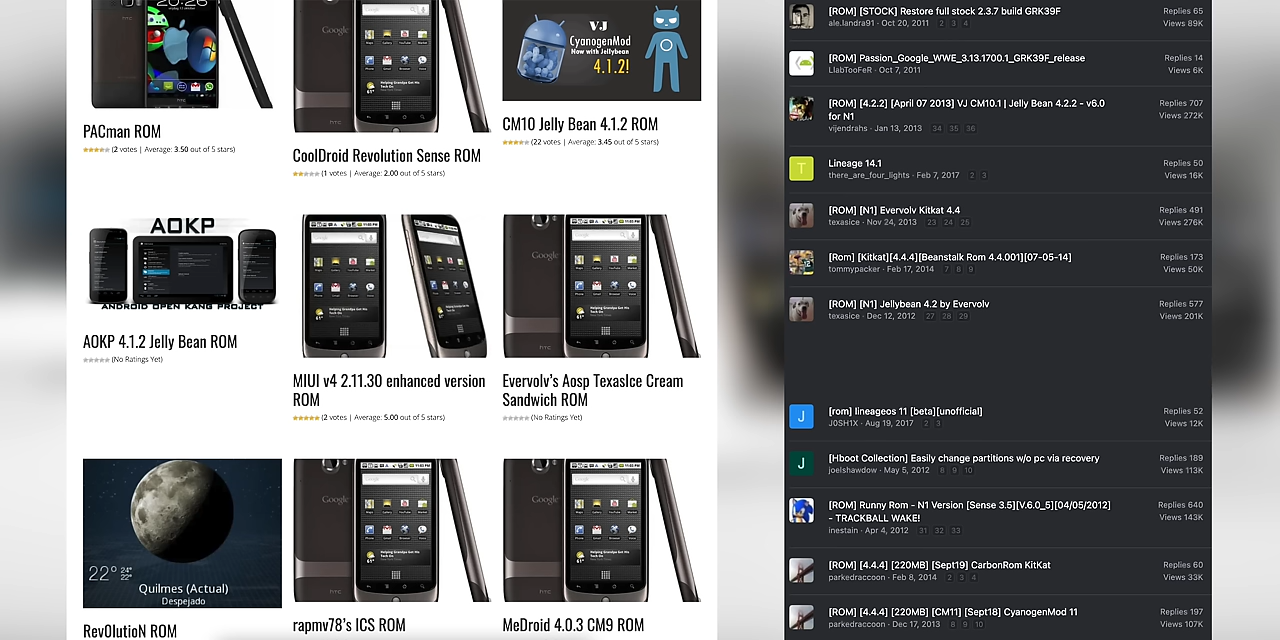 PACman ROM
(2 votes | Average: 3.50 out of 5 stars)
Google
CoolDroid Revolution Sense ROM
(1 votes | Average: 2.00 out of 5 stars)
VJ
CyanogenMod
Now with Jellybean
4.1.2!
CM10 Jelly Bean 4.1.2 ROM
(22 votes | Average: 3.45 out of 5 stars)
AOKP
ANDROID OPEN KANG PROJECT
AOKP 4.1.2 Jelly Bean ROM
(No Ratings Yet)
MIUI v4 2.11.30 enhanced version
ROM
(2 votes | Average: 5.00 out of 5 stars)
Evervolv’s Aosp TexasIce Cream
Sandwich ROM
(No Ratings Yet)
22° 24°
22°
Quilmes (Actual)
Despejado
RevOlutioN ROM
Google
rapmv78’s ICS ROM
Google
MeDroid 4.0.3 CM9 ROM
[ROM] [STOCK] Restore full stock 2.3.7 build GRK39F
Replies 65
ale.landra91 · Oct 20, 2011 2 3 4
Views 89K
[ROM] Passion_Google_WWE_3.13.1700.1_GRK39F_release
Replies 14
LlabTooFeR · Oct 7, 2011
Views 6K
[ROM] [4.2.2] [April 07 2013] VJ CM10.1 | Jelly Bean 4.2.2 - v6.0
for N1
Replies 707
vijendrahs · Jan 13, 2013 34 35 36
Views 272K
T
Lineage 14.1
Replies 50
there_are_four_lights · Feb 7, 2017 2 3
Views 16K
[ROM] [N1] Evervolv Kitkat 4.4
Replies 491
texasice · Nov 24, 2013 23 24 25
Views 276K
[Rom] [Kitkat][4.4.4][Beanstalk Rom 4.4.001][07-05-14]
Replies 173
tommypacker · Feb 17, 2014 7 8 9
Views 50K
[ROM] [N1] Jellybean 4.2 by Evervolv
Replies 577
texasice · Dec 12, 2012 27 28 29
Views 201K
J
[rom] lineageos 11 [beta][unofficial]
Replies 52
J0SH1X · Aug 19, 2017 2 3
Views 12K
J
[Hboot Collection] Easily change partitions w/o pc via recovery
Replies 189
joelshawdow · May 5, 2012 8 9 10
Views 113K
[ROM] Runny Rom - N1 Version [Sense 3.5][V.6.0_5][04/05/2012]
- TRACKBALL WAKE!
Replies 640
inestain · Apr 4, 2012 31 32 33
Views 143K
[ROM] [4.4.4] [220MB] [Sept19] CarbonRom KitKat
Replies 60
parkedraccoon · Feb 8, 2014 2 3 4
Views 33K
[ROM] [4.4.4] [220MB] [CM11] [Sept18] CyanogenMod 11
Replies 197
parkedraccoon · Dec 17, 2013 8 9 10
Views 107K